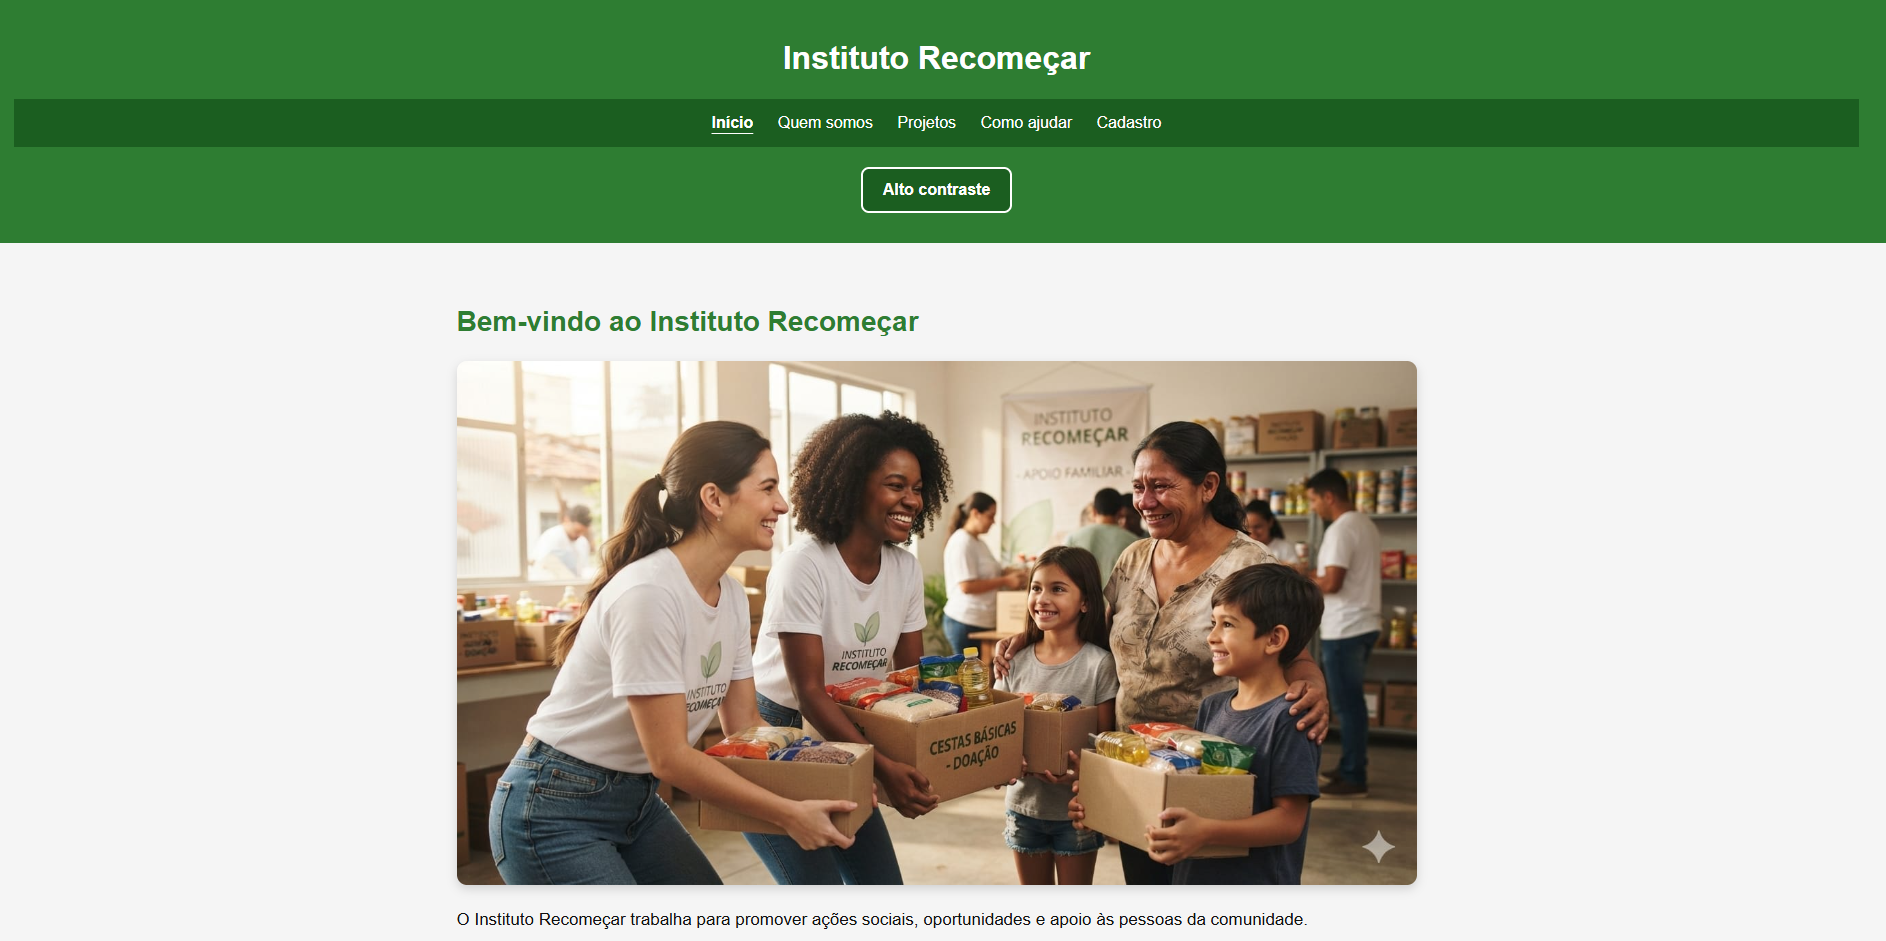 Instituto Recomeçar
Início Quem somos Projetos Como ajudar Cadastro
Alto contraste
Bem-vindo ao Instituto Recomeçar
INSTITUTO
RECOMEÇAR
- APOIO FAMILIAR -
INSTITUTO
RECOMEÇAR
INSTITUTO
CESTAS BÁSICAS
- DOAÇÃO
O Instituto Recomeçar trabalha para promover ações sociais, oportunidades e apoio às pessoas da comunidade.